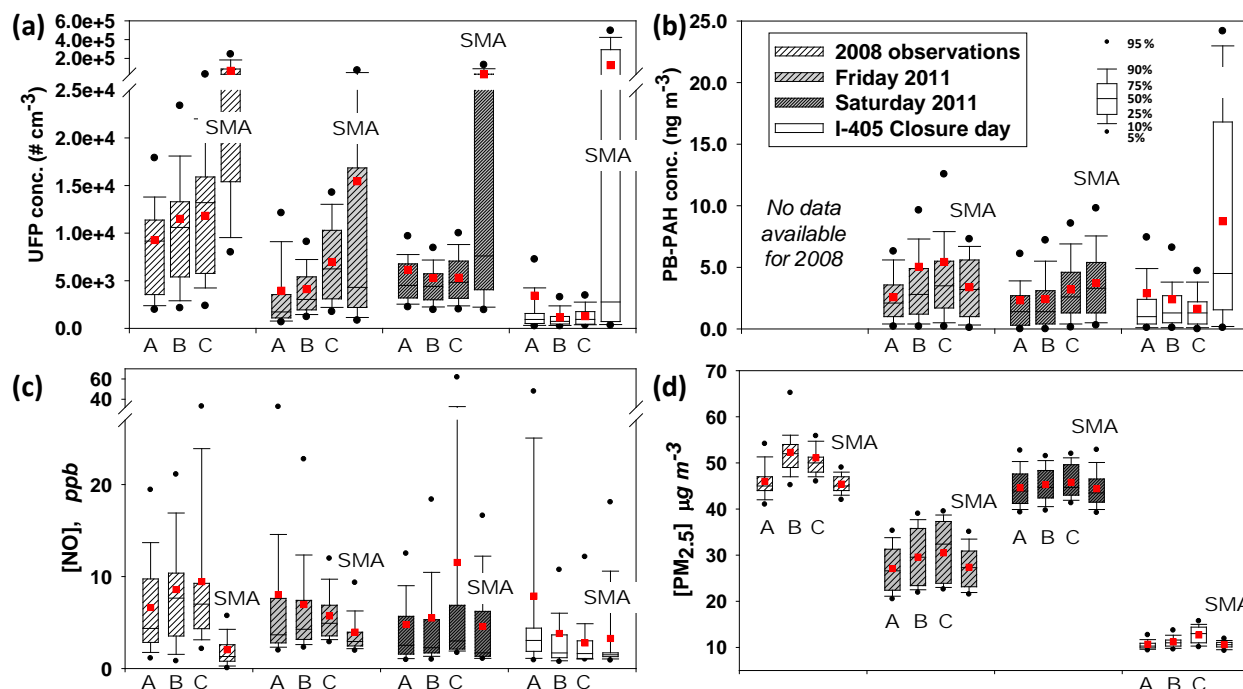 (a)
UFP conc. (# cm-3)
6.0e+5
4.0e+5
2.0e+5
2.5e+4
2.0e+4
1.5e+4
1.0e+4
5.0e+3
0.0
SMA
SMA
SMA
SMA
A B C
A B C
A B C
A B C
(b)
PB-PAH conc. (ng m-3)
25.0
20.0
15.0
10.0
5.0
0.0
2008 observations
Friday 2011
Saturday 2011
I-405 Closure day
95%
90%
75%
50%
25%
10%
5%
No data
available
for 2008
SMA
SMA
SMA
A B C
A B C
A B C
(c)
[NO], ppb
60
40
20
10
0
SMA
SMA
SMA
SMA
A B C
A B C
A B C
A B C
(d)
[PM2.5] µg m-3
70
60
50
40
30
20
10
SMA
SMA
SMA
SMA
A B C
A B C
A B C
A B C